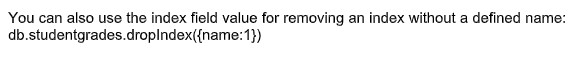 You can also use the index field value for removing an index without a defined name:
db.studentgrades.dropIndex({name:1})